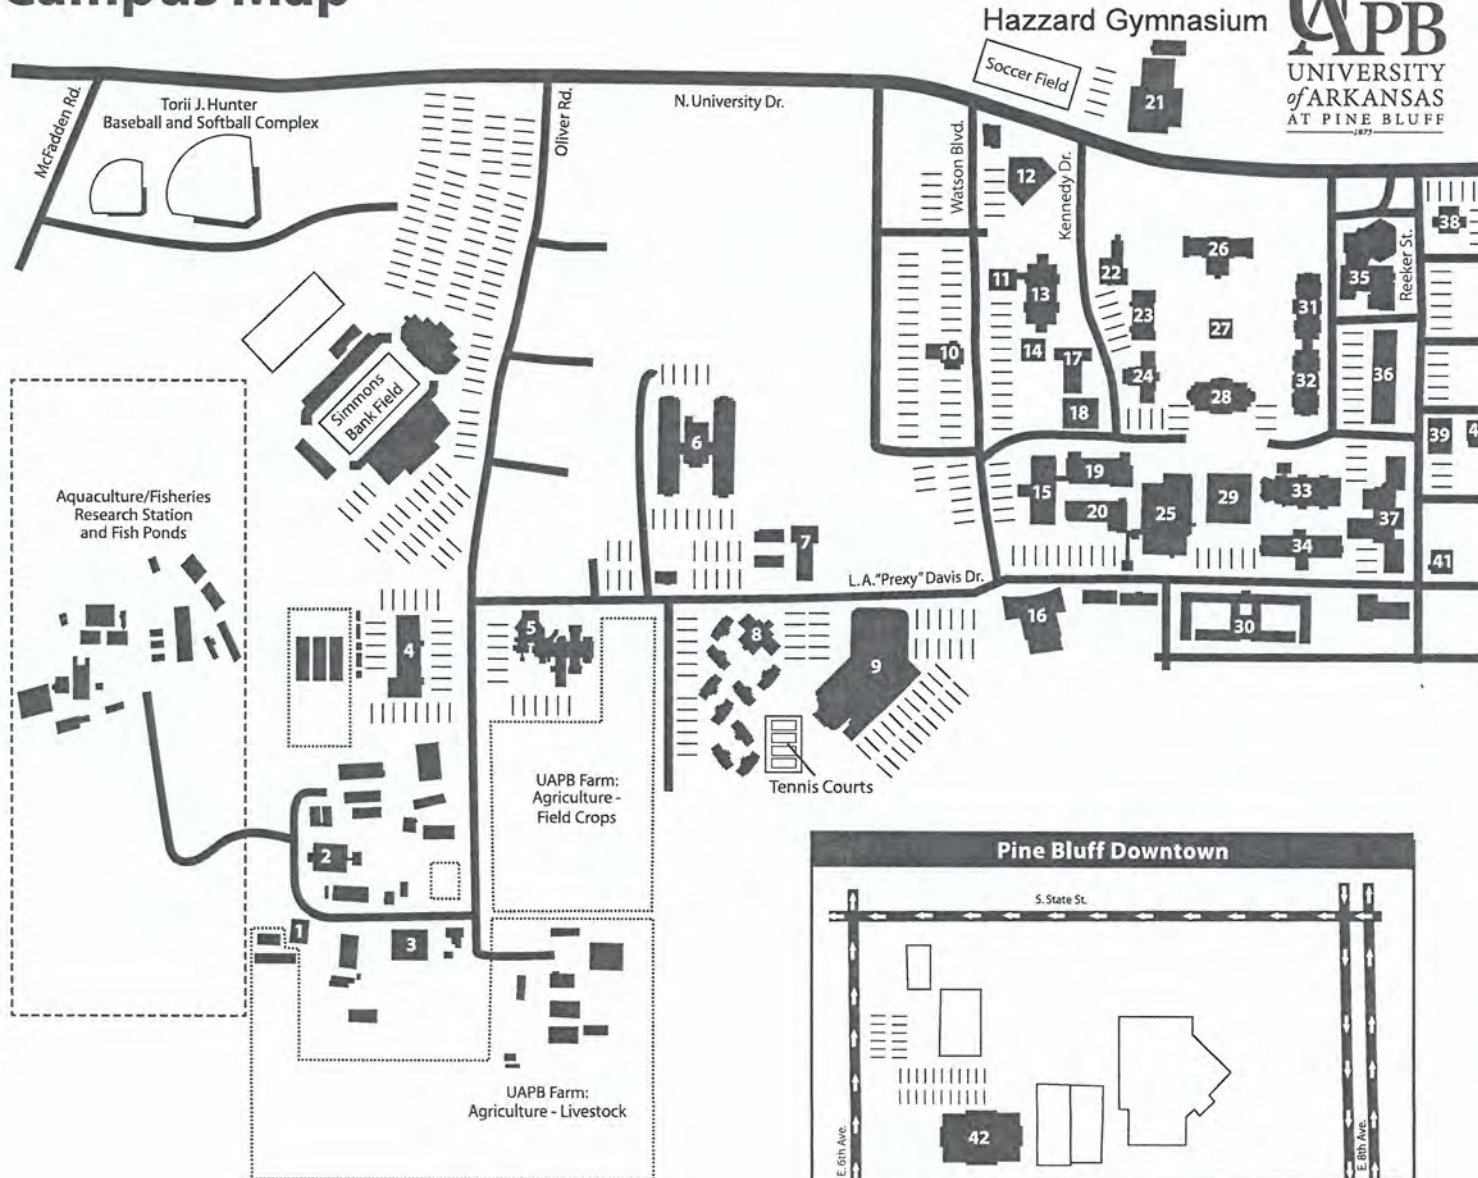 Campus Map
Hazzard Gymnasium
UAPB
UNIVERSITY
of ARKANSAS
AT PINE BLUFF
1873
Soccer Field
21
McFadden Rd.
Torii J. Hunter
Baseball and Softball Complex
Oliver Rd.
N. University Dr.
Watson Blvd.
Kennedy Dr.
12
Reeker St.
38
22
26
35
11
13
23
31
27
14
17
10
24
32
36
28
18
Simmons
Bank Field
6
39
4
19
15
20
25
29
33
37
34
41
Aquaculture/Fisheries
Research Station
and Fish Ponds
7
L.A. "Prexy" Davis Dr.
16
30
5
8
4
9
Tennis Courts
UAPB Farm:
Agriculture -
Field Crops
2
1
3
UAPB Farm:
Agriculture - Livestock
Pine Bluff Downtown
S. State St.
E. 6th Ave.
E. 8th Ave.
42